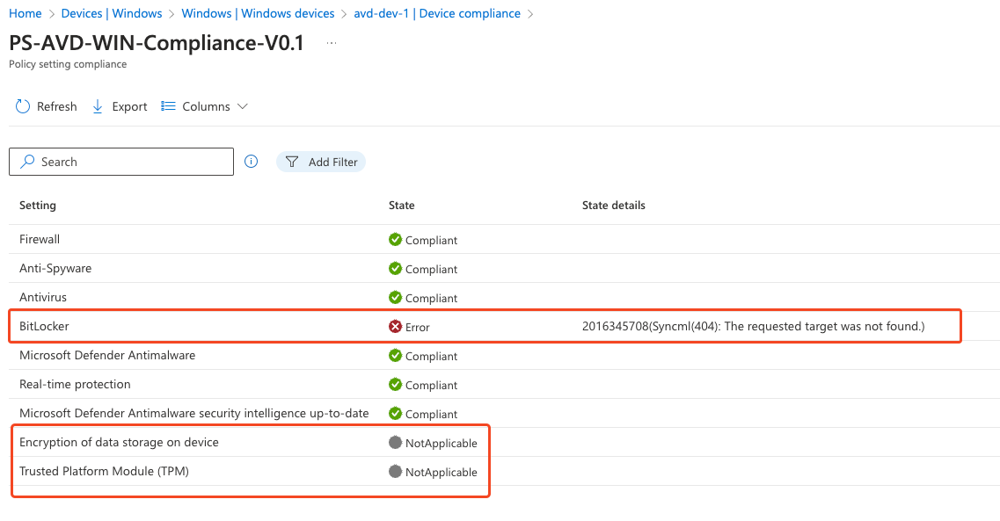 Home > Devices | Windows > Windows | Windows devices > avd-dev-1 | Device compliance >
PS-AVD-WIN-Compliance-V0.1 ...
Policy setting compliance
Refresh Export Columns
Search Add Filter
Setting State State details
Firewall Compliant
Anti-Spyware Compliant
Antivirus Compliant
BitLocker Error 2016345708(Syncml(404): The requested target was not found.)
Microsoft Defender Antimalware Compliant
Real-time protection Compliant
Microsoft Defender Antimalware security intelligence up-to-date Compliant
Encryption of data storage on device NotApplicable
Trusted Platform Module (TPM) NotApplicable